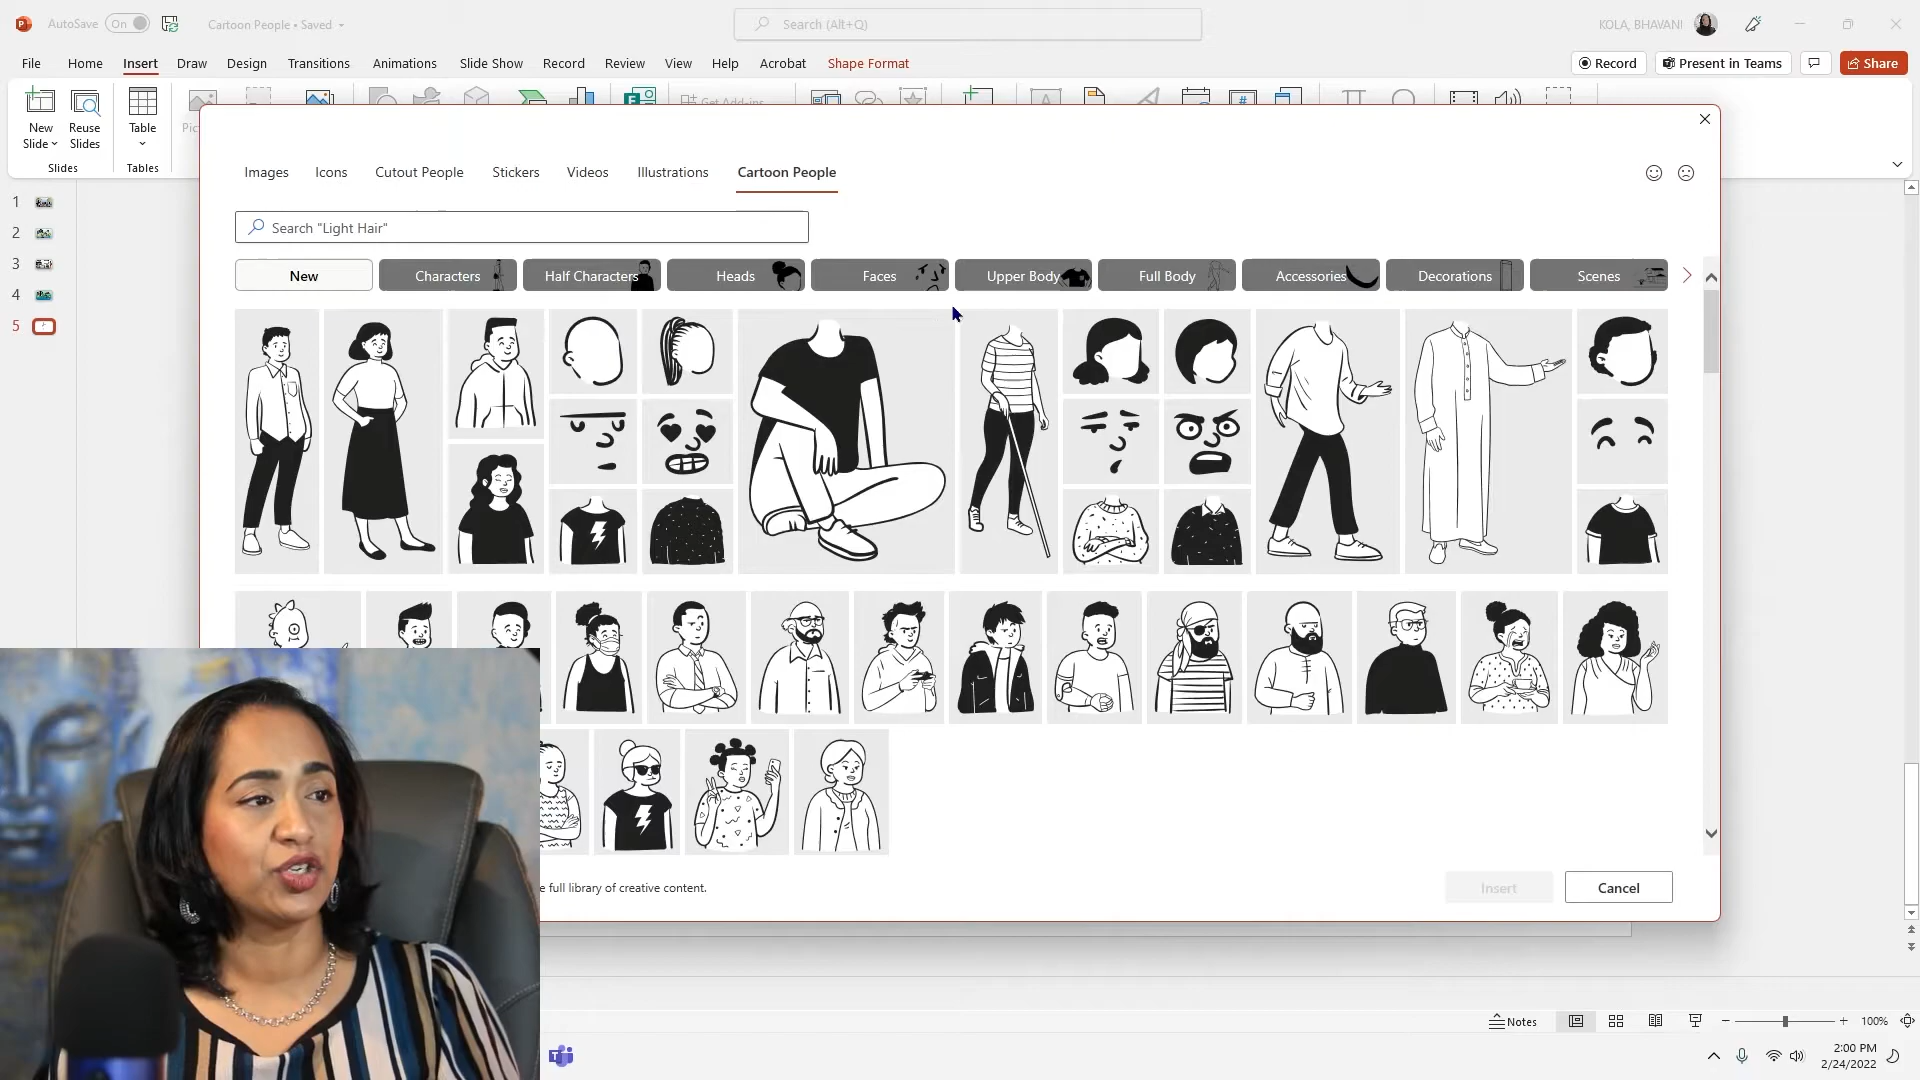 AutoSave On Cartoon People • Saved Search (Alt+Q) KOLA, BHAVANI
File Home Insert Draw Design Transitions Animations Slide Show Record Review View Help Acrobat Shape Format Record Present in Teams Share
Get Add-ins
New Slide
Reuse Slides
Table
Slides Tables
Images Icons Cutout People Stickers Videos Illustrations Cartoon People
Search "Light Hair"
New Characters Half Characters Heads Faces Upper Body Full Body Accessories Decorations Scenes
1
2
3
4
5
full library of creative content.
Insert Cancel
Notes 100%
2:00 PM
2/24/2022